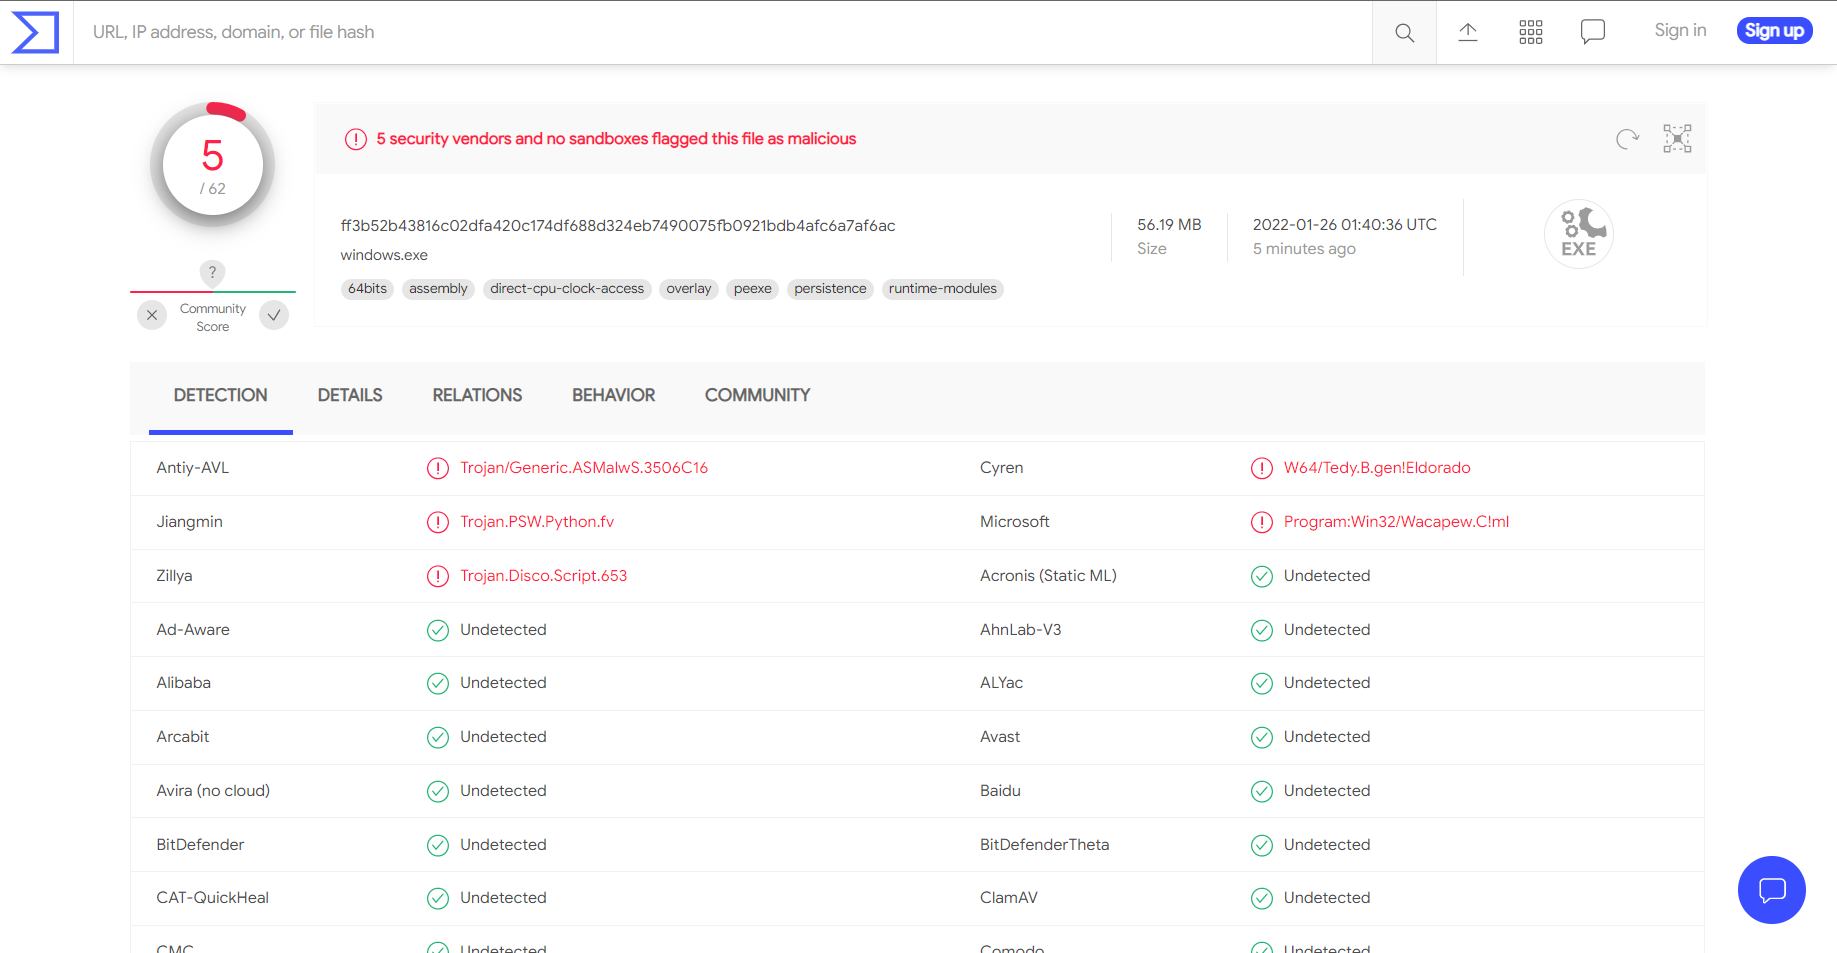 URL, IP address, domain, or file hash
Sign in
Sign up
5
/ 62
5 security vendors and no sandboxes flagged this file as malicious
ff3b52b43816c02dfa420c174df688d324eb7490075fb0921bdb4afc6a7af6ac
windows.exe
64bits assembly direct-cpu-clock-access overlay peexe persistence runtime-modules
56.19 MB
Size
2022-01-26 01:40:36 UTC
5 minutes ago
EXE
?
Community
Score
DETECTION DETAILS RELATIONS BEHAVIOR COMMUNITY
Antiy-AVL Trojan/Generic.ASMalwS.3506C16 Cyren W64/Tedy.B.gen!Eldorado
Jiangmin Trojan.PSW.Python.fv Microsoft Program:Win32/Wacapew.C!ml
Zillya Trojan.Disco.Script.653 Acronis (Static ML) Undetected
Ad-Aware Undetected AhnLab-V3 Undetected
Alibaba Undetected ALYac Undetected
Arcabit Undetected Avast Undetected
Avira (no cloud) Undetected Baidu Undetected
BitDefender Undetected BitDefenderTheta Undetected
CAT-QuickHeal Undetected ClamAV Undetected
CMC Undetected Comodo Undetected